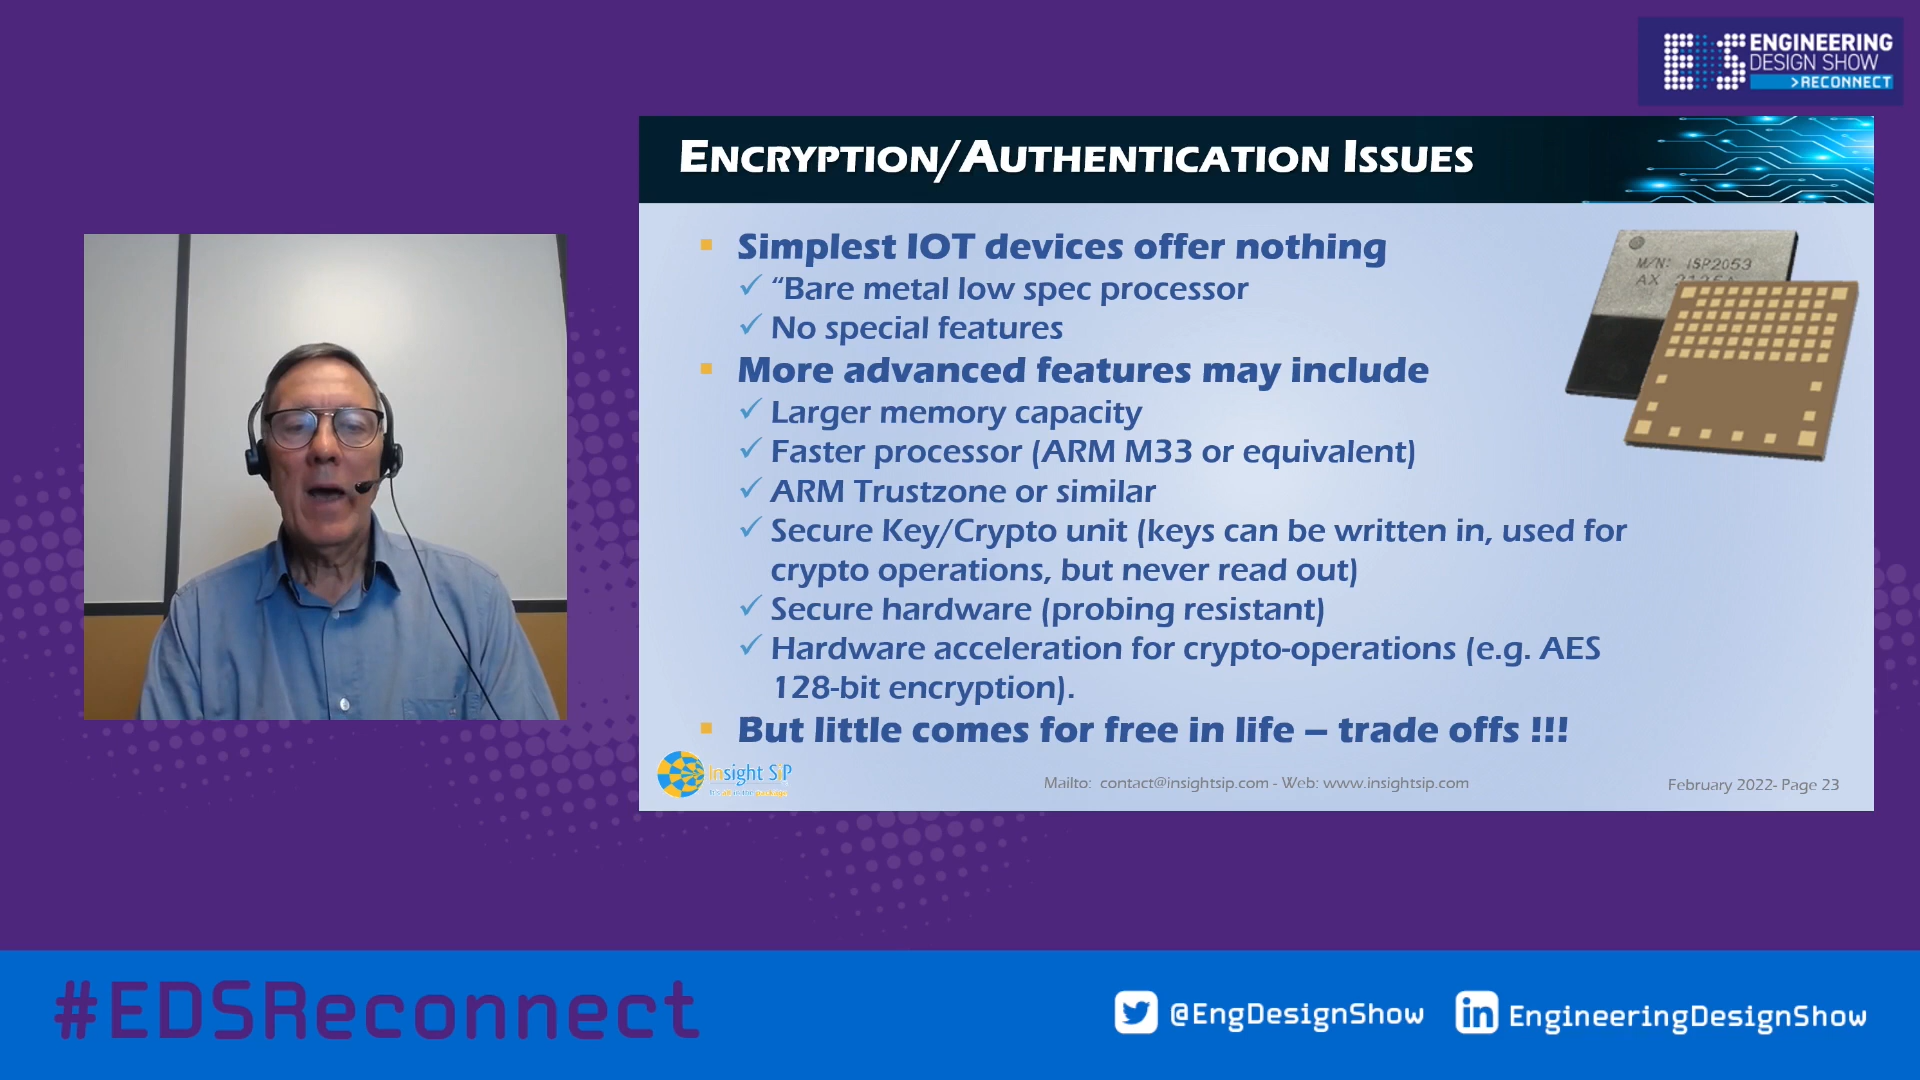 ENGINEERING
DESIGN SHOW
>RECONNECT
ENCRYPTION/AUTHENTICATION ISSUES
Simplest IOT devices offer nothing
"Bare metal low spec processor
No special features
More advanced features may include
Larger memory capacity
Faster processor (ARM M33 or equivalent)
ARM Trustzone or similar
Secure Key/Crypto unit (keys can be written in, used for
crypto operations, but never read out)
Secure hardware (probing resistant)
Hardware acceleration for crypto-operations (e.g. AES
128-bit encryption).
But little comes for free in life – trade offs !!!
M/N: ISP2053
AX
Insight SiP
Mailto: contact@insightsip.com - Web: www.insightsip.com
February 2022- Page 23
#EDSReconnect
@EngDesignShow
in EngineeringDesignShow